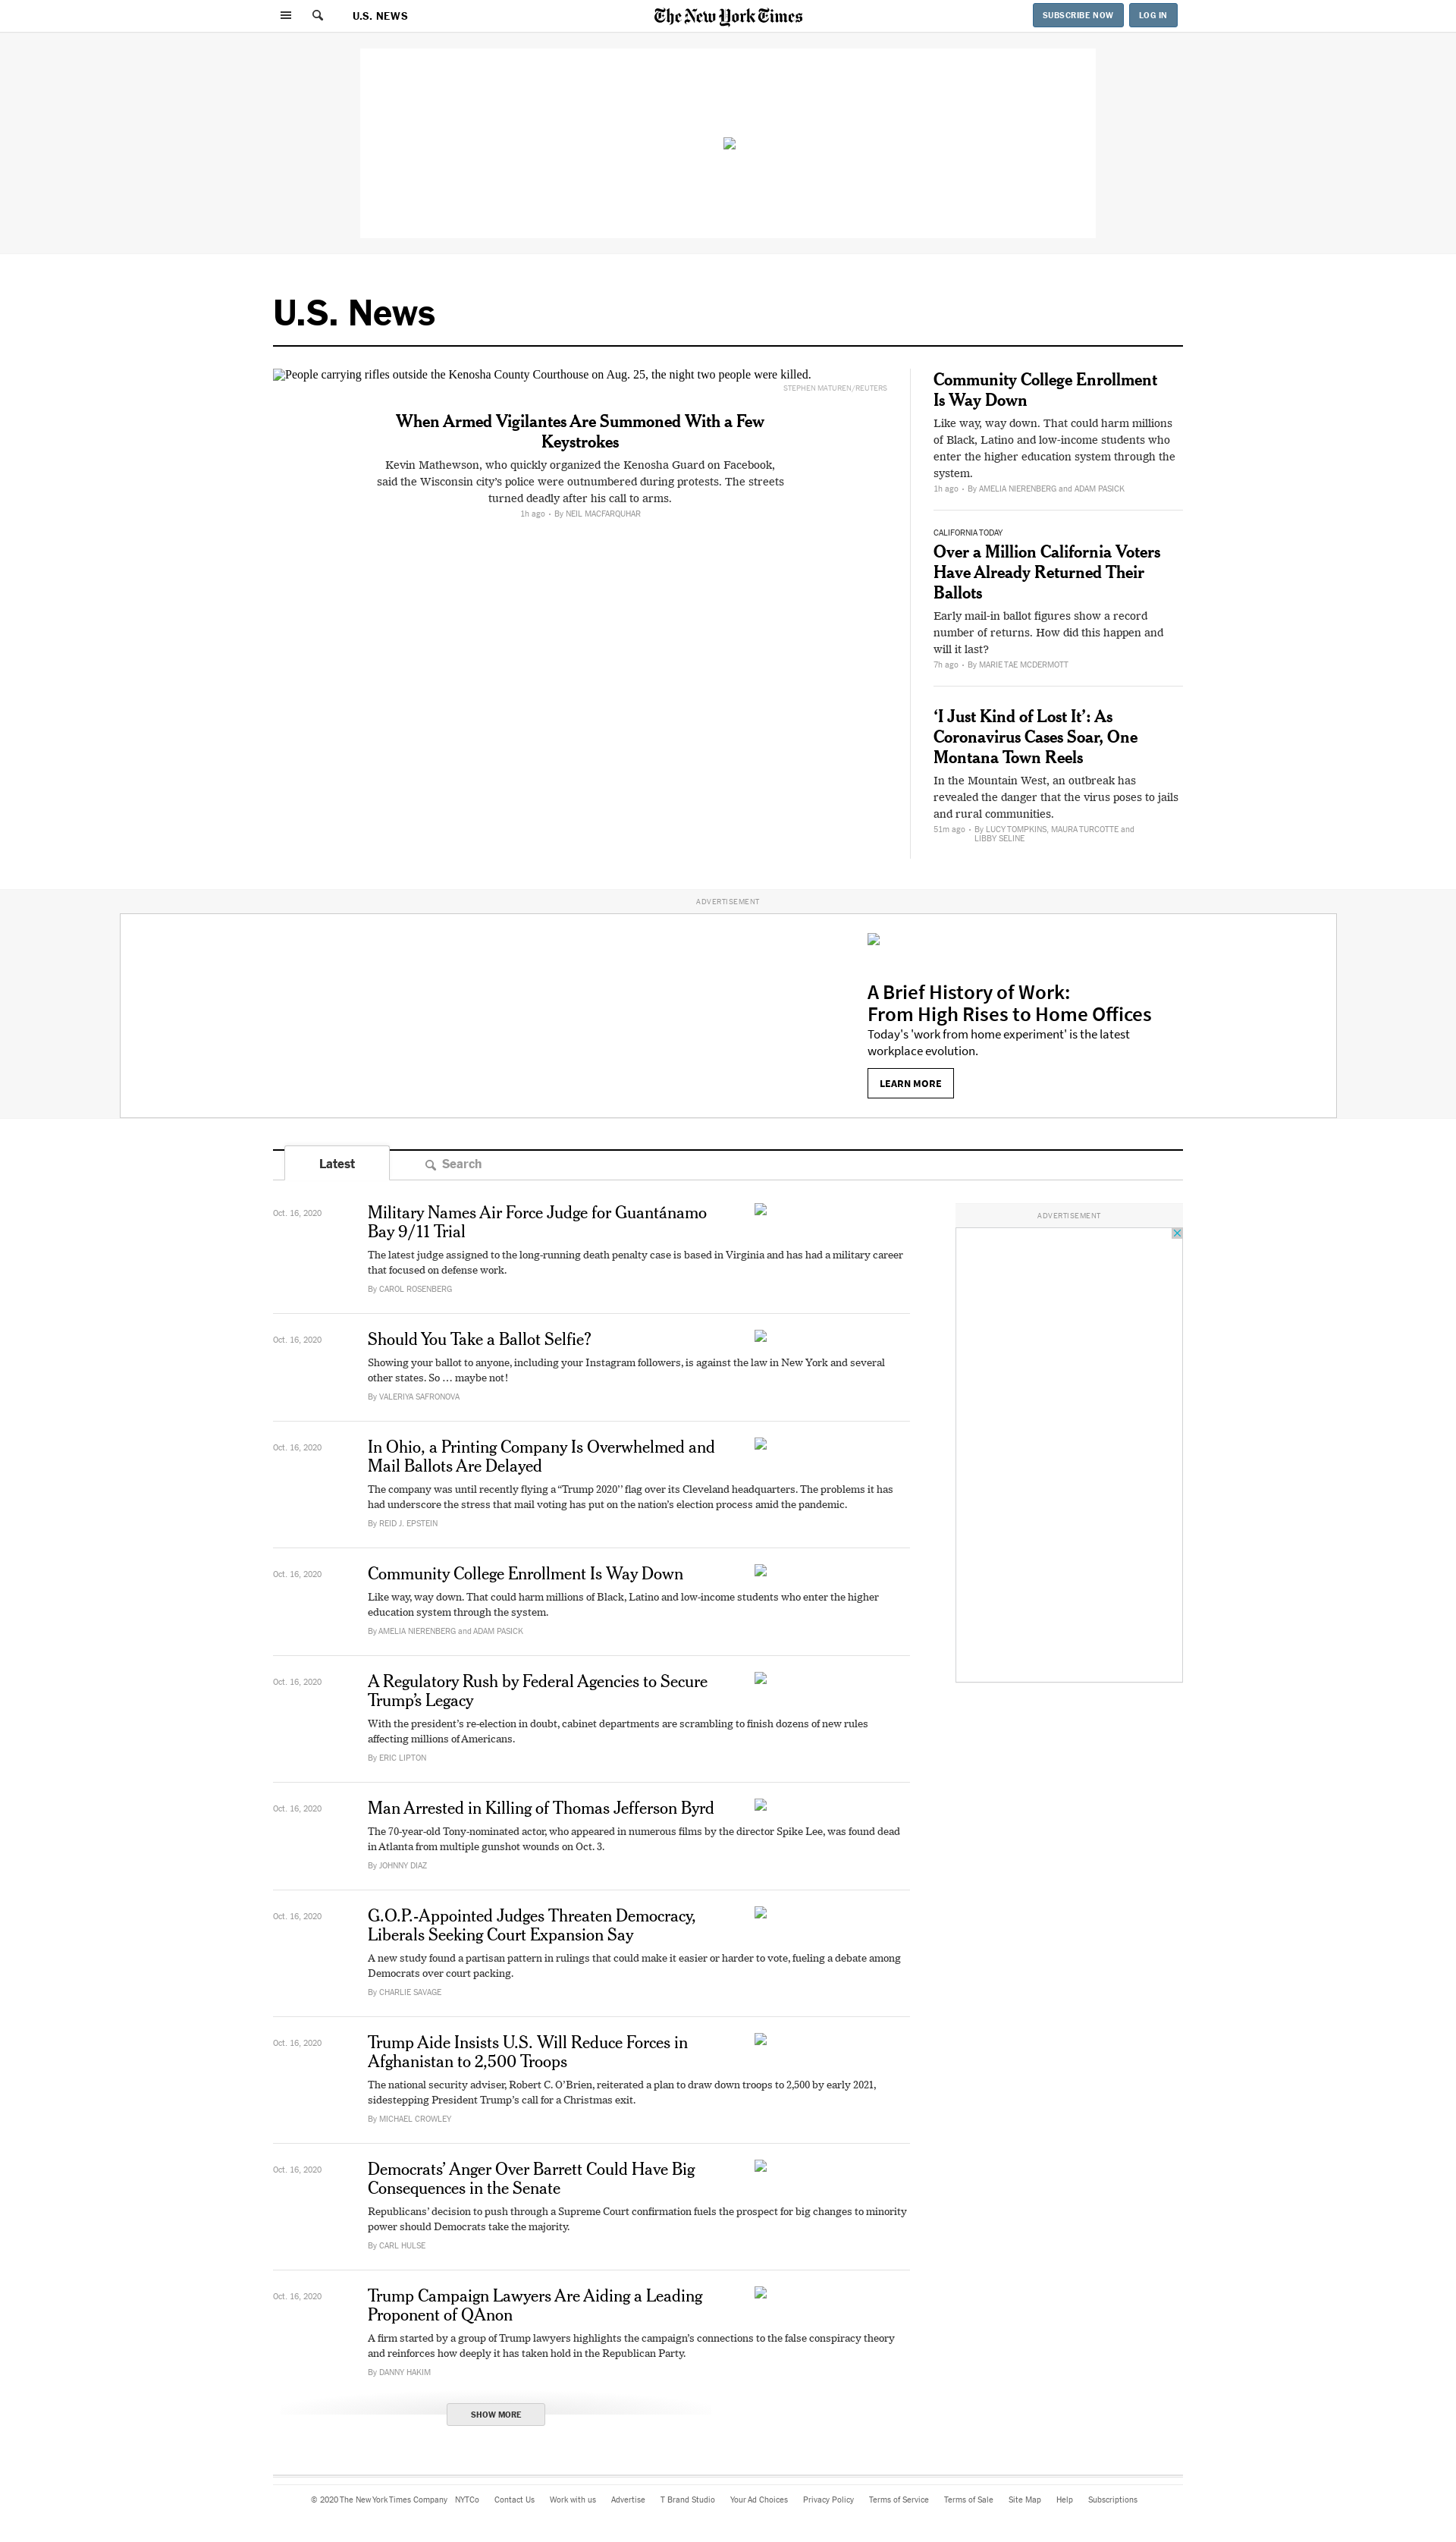 U.S. NEWS
The New York Times
SUBSCRIBE NOW
LOG IN
U.S. News
People carrying rifles outside the Kenosha County Courthouse on Aug. 25, the night two people were killed.
STEPHEN MATUREN/REUTERS
When Armed Vigilantes Are Summoned With a Few
Keystrokes
Kevin Mathewson, who quickly organized the Kenosha Guard on Facebook,
said the Wisconsin city’s police were outnumbered during protests. The streets
turned deadly after his call to arms.
1h ago • By NEIL MACFARQUHAR
Community College Enrollment
Is Way Down
Like way, way down. That could harm millions
of Black, Latino and low-income students who
enter the higher education system through the
system.
1h ago • By AMELIA NIERENBERG and ADAM PASICK
CALIFORNIA TODAY
Over a Million California Voters
Have Already Returned Their
Ballots
Early mail-in ballot figures show a record
number of returns. How did this happen and
will it last?
7h ago • By MARIE TAE MCDERMOTT
‘I Just Kind of Lost It’: As
Coronavirus Cases Soar, One
Montana Town Reels
In the Mountain West, an outbreak has
revealed the danger that the virus poses to jails
and rural communities.
51m ago • By LUCY TOMPKINS, MAURA TURCOTTE and
LIBBY SELINE
ADVERTISEMENT
A Brief History of Work:
From High Rises to Home Offices
Today's 'work from home experiment' is the latest
workplace evolution.
LEARN MORE
Latest
Search
Oct. 16, 2020
Military Names Air Force Judge for Guantánamo
Bay 9/11 Trial
The latest judge assigned to the long-running death penalty case is based in Virginia and has had a military career
that focused on defense work.
By CAROL ROSENBERG
ADVERTISEMENT
Oct. 16, 2020
Should You Take a Ballot Selfie?
Showing your ballot to anyone, including your Instagram followers, is against the law in New York and several
other states. So … maybe not!
By VALERIYA SAFRONOVA
Oct. 16, 2020
In Ohio, a Printing Company Is Overwhelmed and
Mail Ballots Are Delayed
The company was until recently flying a “Trump 2020’’ flag over its Cleveland headquarters. The problems it has
had underscore the stress that mail voting has put on the nation’s election process amid the pandemic.
By REID J. EPSTEIN
Oct. 16, 2020
Community College Enrollment Is Way Down
Like way, way down. That could harm millions of Black, Latino and low-income students who enter the higher
education system through the system.
By AMELIA NIERENBERG and ADAM PASICK
Oct. 16, 2020
A Regulatory Rush by Federal Agencies to Secure
Trump’s Legacy
With the president’s re-election in doubt, cabinet departments are scrambling to finish dozens of new rules
affecting millions of Americans.
By ERIC LIPTON
Oct. 16, 2020
Man Arrested in Killing of Thomas Jefferson Byrd
The 70-year-old Tony-nominated actor, who appeared in numerous films by the director Spike Lee, was found dead
in Atlanta from multiple gunshot wounds on Oct. 3.
By JOHNNY DIAZ
Oct. 16, 2020
G.O.P.-Appointed Judges Threaten Democracy,
Liberals Seeking Court Expansion Say
A new study found a partisan pattern in rulings that could make it easier or harder to vote, fueling a debate among
Democrats over court packing.
By CHARLIE SAVAGE
Oct. 16, 2020
Trump Aide Insists U.S. Will Reduce Forces in
Afghanistan to 2,500 Troops
The national security adviser, Robert C. O’Brien, reiterated a plan to draw down troops to 2,500 by early 2021,
sidestepping President Trump’s call for a Christmas exit.
By MICHAEL CROWLEY
Oct. 16, 2020
Democrats’ Anger Over Barrett Could Have Big
Consequences in the Senate
Republicans’ decision to push through a Supreme Court confirmation fuels the prospect for big changes to minority
power should Democrats take the majority.
By CARL HULSE
Oct. 16, 2020
Trump Campaign Lawyers Are Aiding a Leading
Proponent of QAnon
A firm started by a group of Trump lawyers highlights the campaign’s connections to the false conspiracy theory
and reinforces how deeply it has taken hold in the Republican Party.
By DANNY HAKIM
SHOW MORE
© 2020 The New York Times Company NYTCo Contact Us Work with us Advertise T Brand Studio Your Ad Choices Privacy Policy Terms of Service Terms of Sale Site Map Help Subscriptions